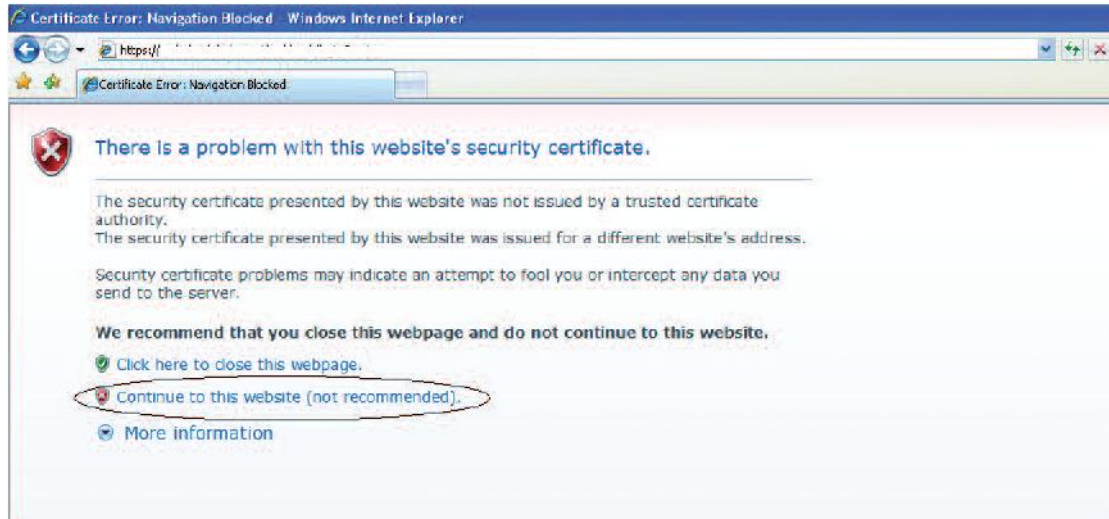 Certificate Error: Navigation Blocked - Windows Internet Explorer
https://
Certificate Error: Navigation Blocked
There is a problem with this website's security certificate.
The security certificate presented by this website was not issued by a trusted certificate
authority.
The security certificate presented by this website was issued for a different website's address.
Security certificate problems may indicate an attempt to fool you or intercept any data you
send to the server.
We recommend that you close this webpage and do not continue to this website.
Click here to close this webpage.
Continue to this website (not recommended).
More information